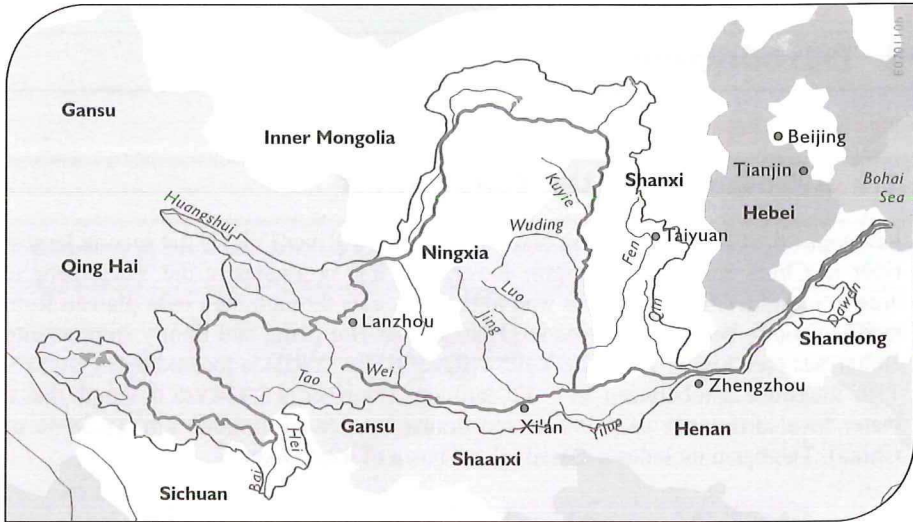 Gansu
Inner Mongolia
Beijing
Tianjin
Bohai
Sea
Hebei
Shanxi
Kuyie
Wuding
Ningxia
Huangshui
Qing Hai
Fen
Taiyuan
Qin
Luo
Jing
Lanzhou
Dawen
Shandong
Tao
Wei
Zhengzhou
Xi'an
Gansu
Henan
Shaanxi
Hei
Bai
Sichuan